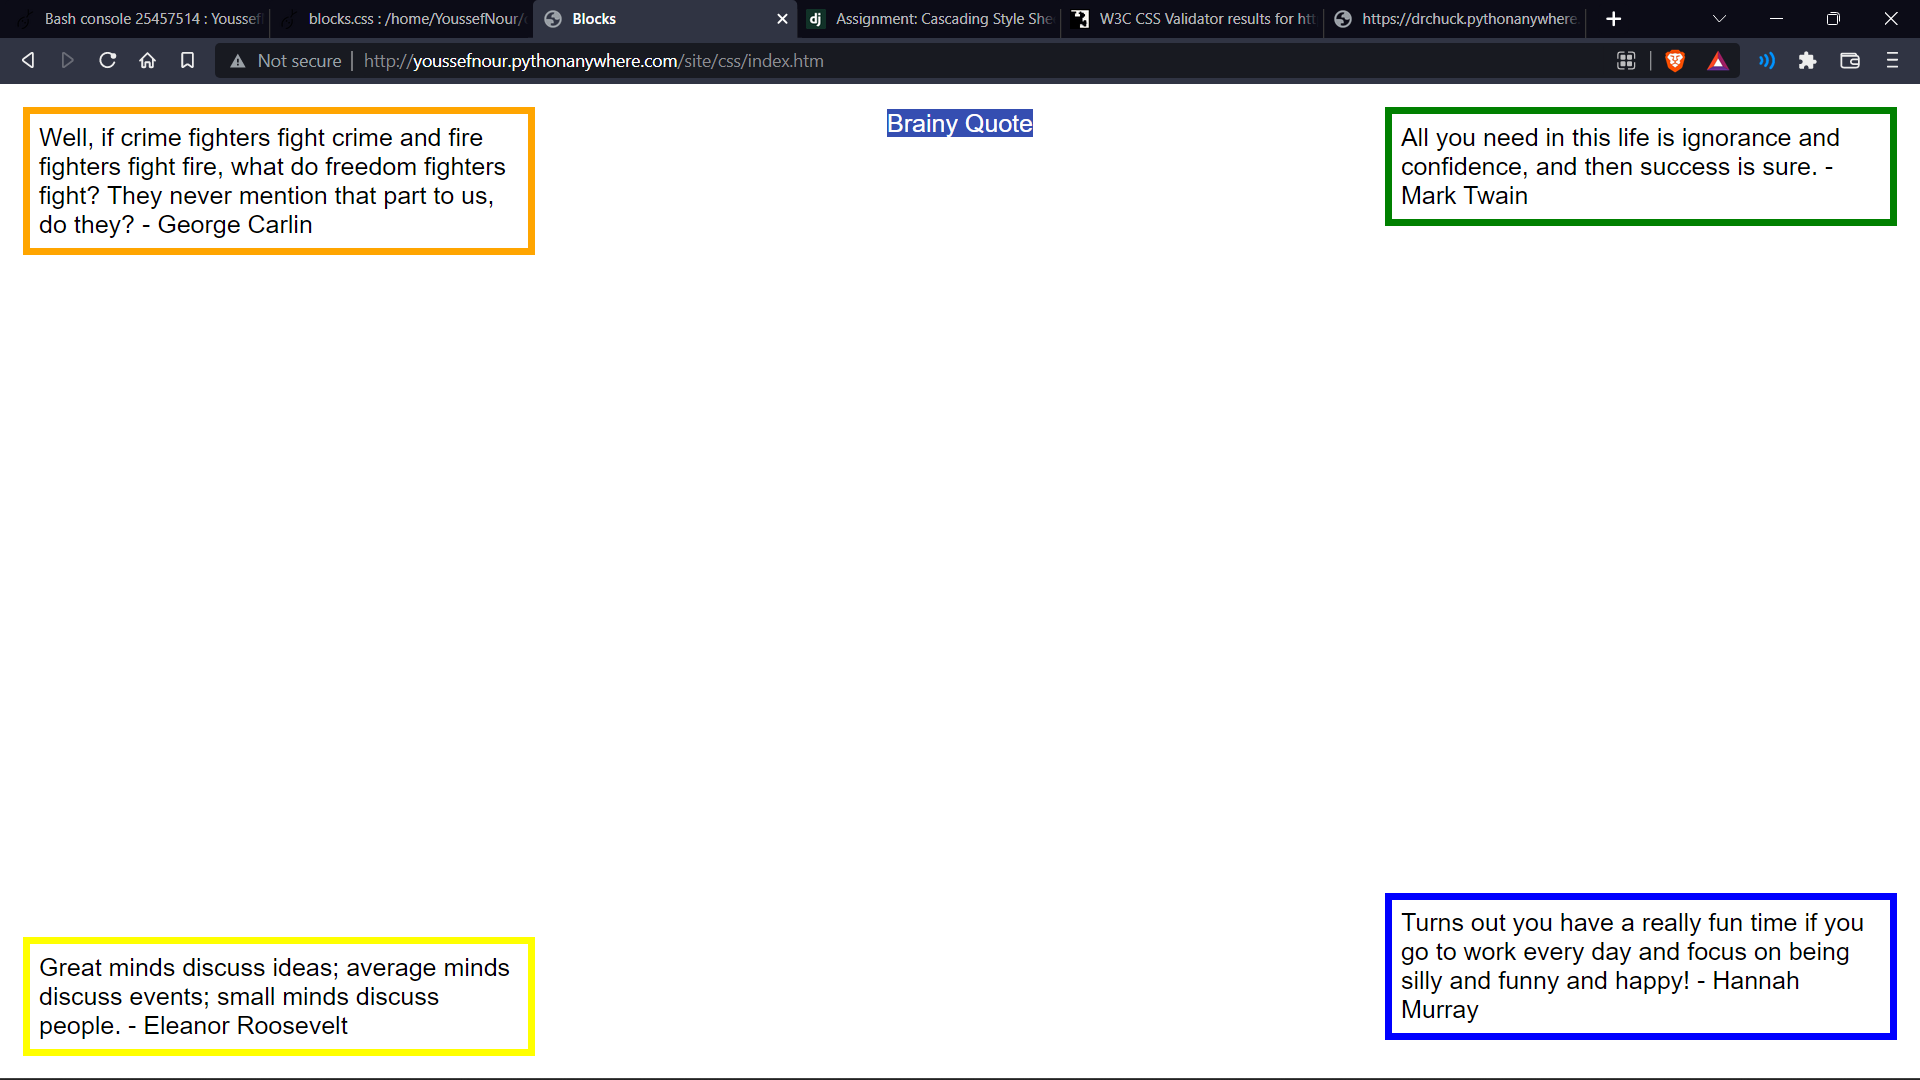 Bash console 25457514 : Yousseff
blocks.css : /home/YoussefNour/
Blocks
dj
Assignment: Cascading Style She
W3C CSS Validator results for htt
https://drchuck.pythonanywhere.
Not secure
http://youssefnour.pythonanywhere.com/site/css/index.htm
Well, if crime fighters fight crime and fire
fighters fight fire, what do freedom fighters
fight? They never mention that part to us,
do they? - George Carlin
Brainy Quote
All you need in this life is ignorance and
confidence, and then success is sure. -
Mark Twain
Great minds discuss ideas; average minds
discuss events; small minds discuss
people. - Eleanor Roosevelt
Turns out you have a really fun time if you
go to work every day and focus on being
silly and funny and happy! - Hannah
Murray